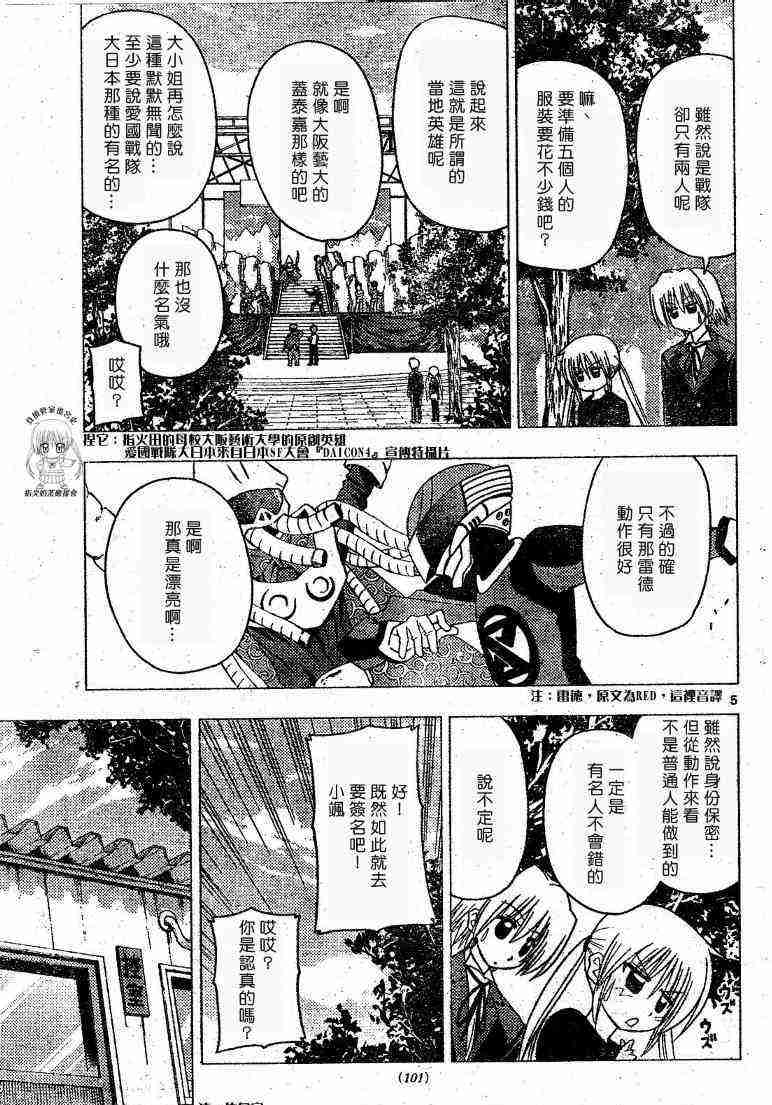 雖然說是戰隊
卻只有兩人呢
嘛、
要準備五個人的
服裝要花不少錢吧？
說起來
這就是所謂的
當地英雄呢
是啊
就像大阪藝大的
蓋泰嘉那樣的吧
大小姐再怎麼說
這種默默無聞的…
至少要說愛國戰隊
大日本那種的有名的…
那也沒
什麼名氣哦
哎哎？
捏它：指火田的母校大阪藝術大學的原創英雄
愛國戰隊大日本來自日本SF大會『DAICON4』宣傳特攝片
不過的確
只有那雷德
動作很好
是啊
那真是漂亮啊…
注：雷德，原文為RED，這裡音譯
5
雖然說身份保密…
但從動作來看
不是普通人能做到的
一定是
有名人不會錯的
說不定呢
ウズ
ウズ
好！
既然如此就去
要簽名吧！
小颯
哎哎？
你是認真的嗎？
(101)